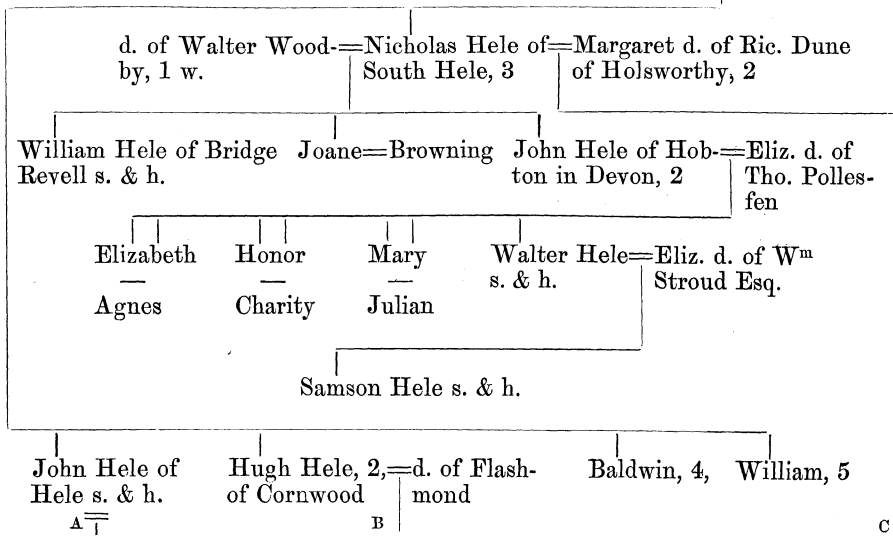 d. of Walter Wood-=Nicholas Hele of=Margaret d. of Ric. Dune
by, 1 w. South Hele, 3 of Holsworthy, 2
William Hele of Bridge Joane=Browning John Hele of Hob-=Eliz. d. of
Revell s. & h. ton in Devon, 2 Tho. Polles-
fen
Elizabeth Honor Mary Walter Hele=Eliz. d. of Wm
— — — s. & h. Stroud Esq.
Agnes Charity Julian
Samson Hele s. & h.
John Hele of Hugh Hele, 2,=d. of Flash- Baldwin, 4, William, 5
Hele s. & h. of Cornwood mond
A B C